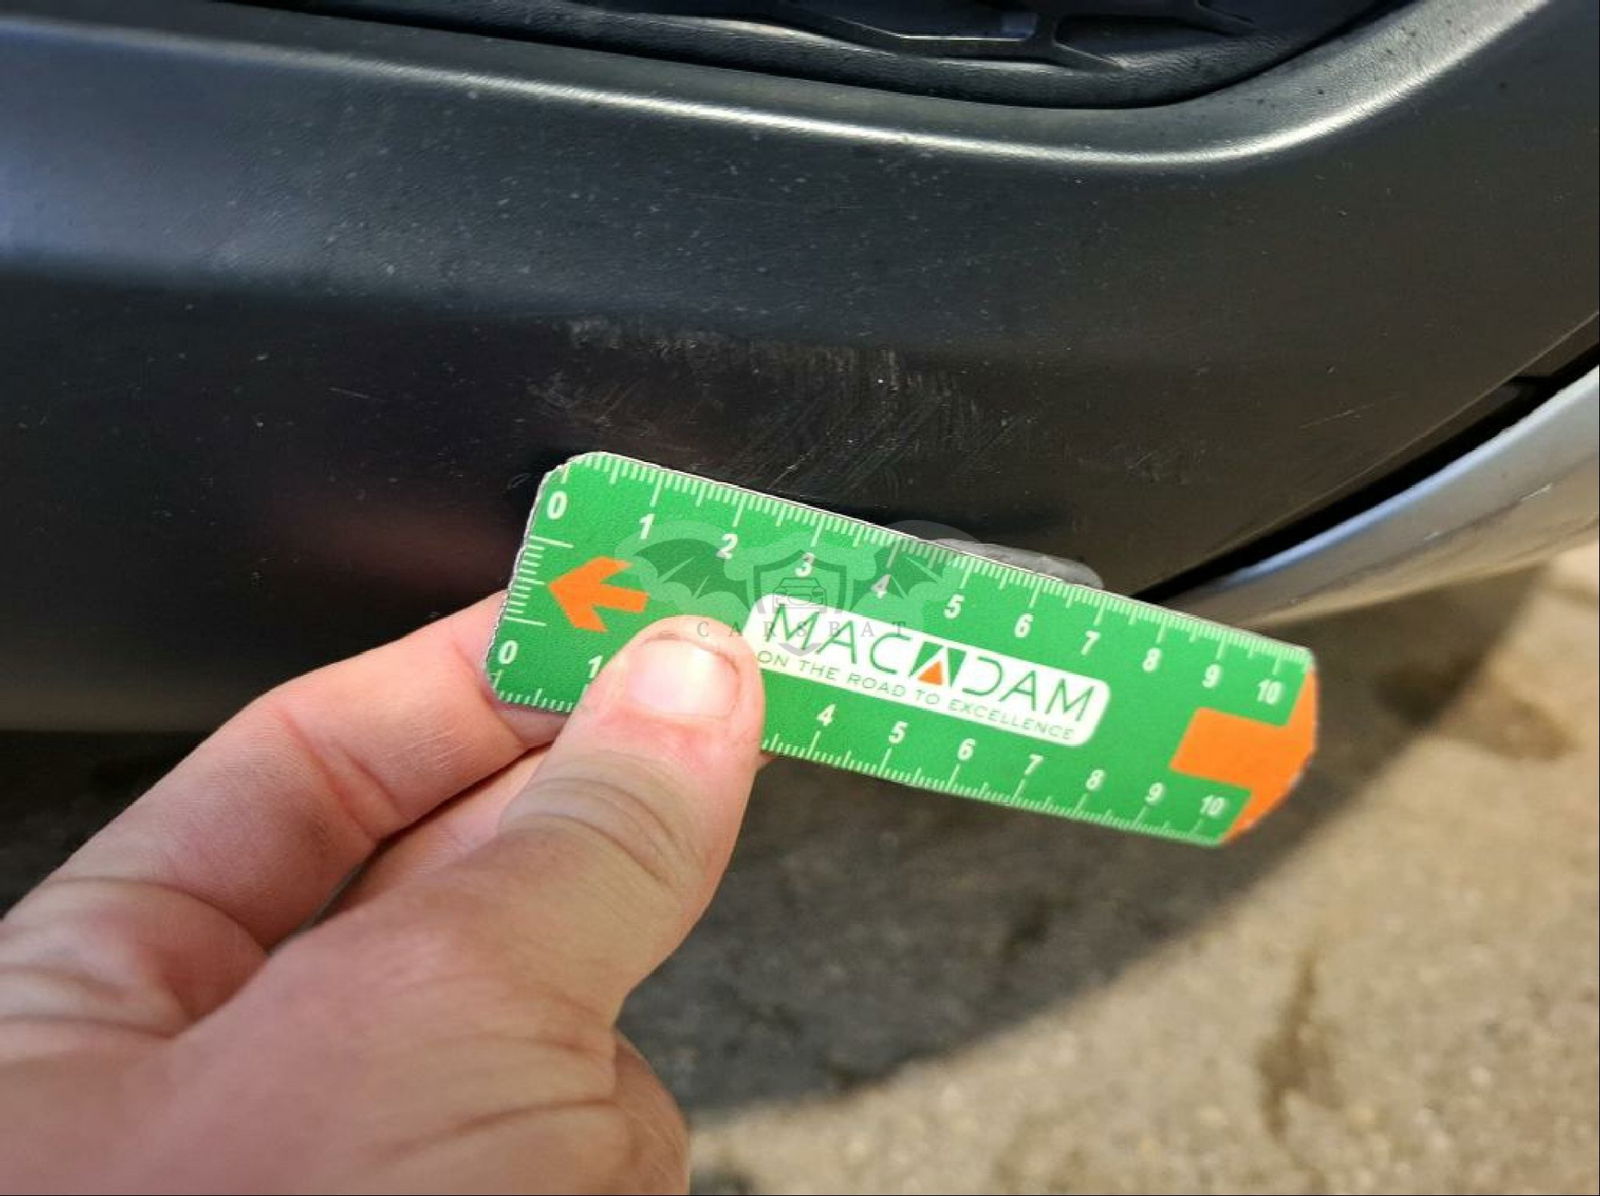 0 1 2 3 4 5 6 7 8 9 10
CARSBAT
MACADAM
ON THE ROAD TO EXCELLENCE
0 1 4 5 6 7 8 9 10